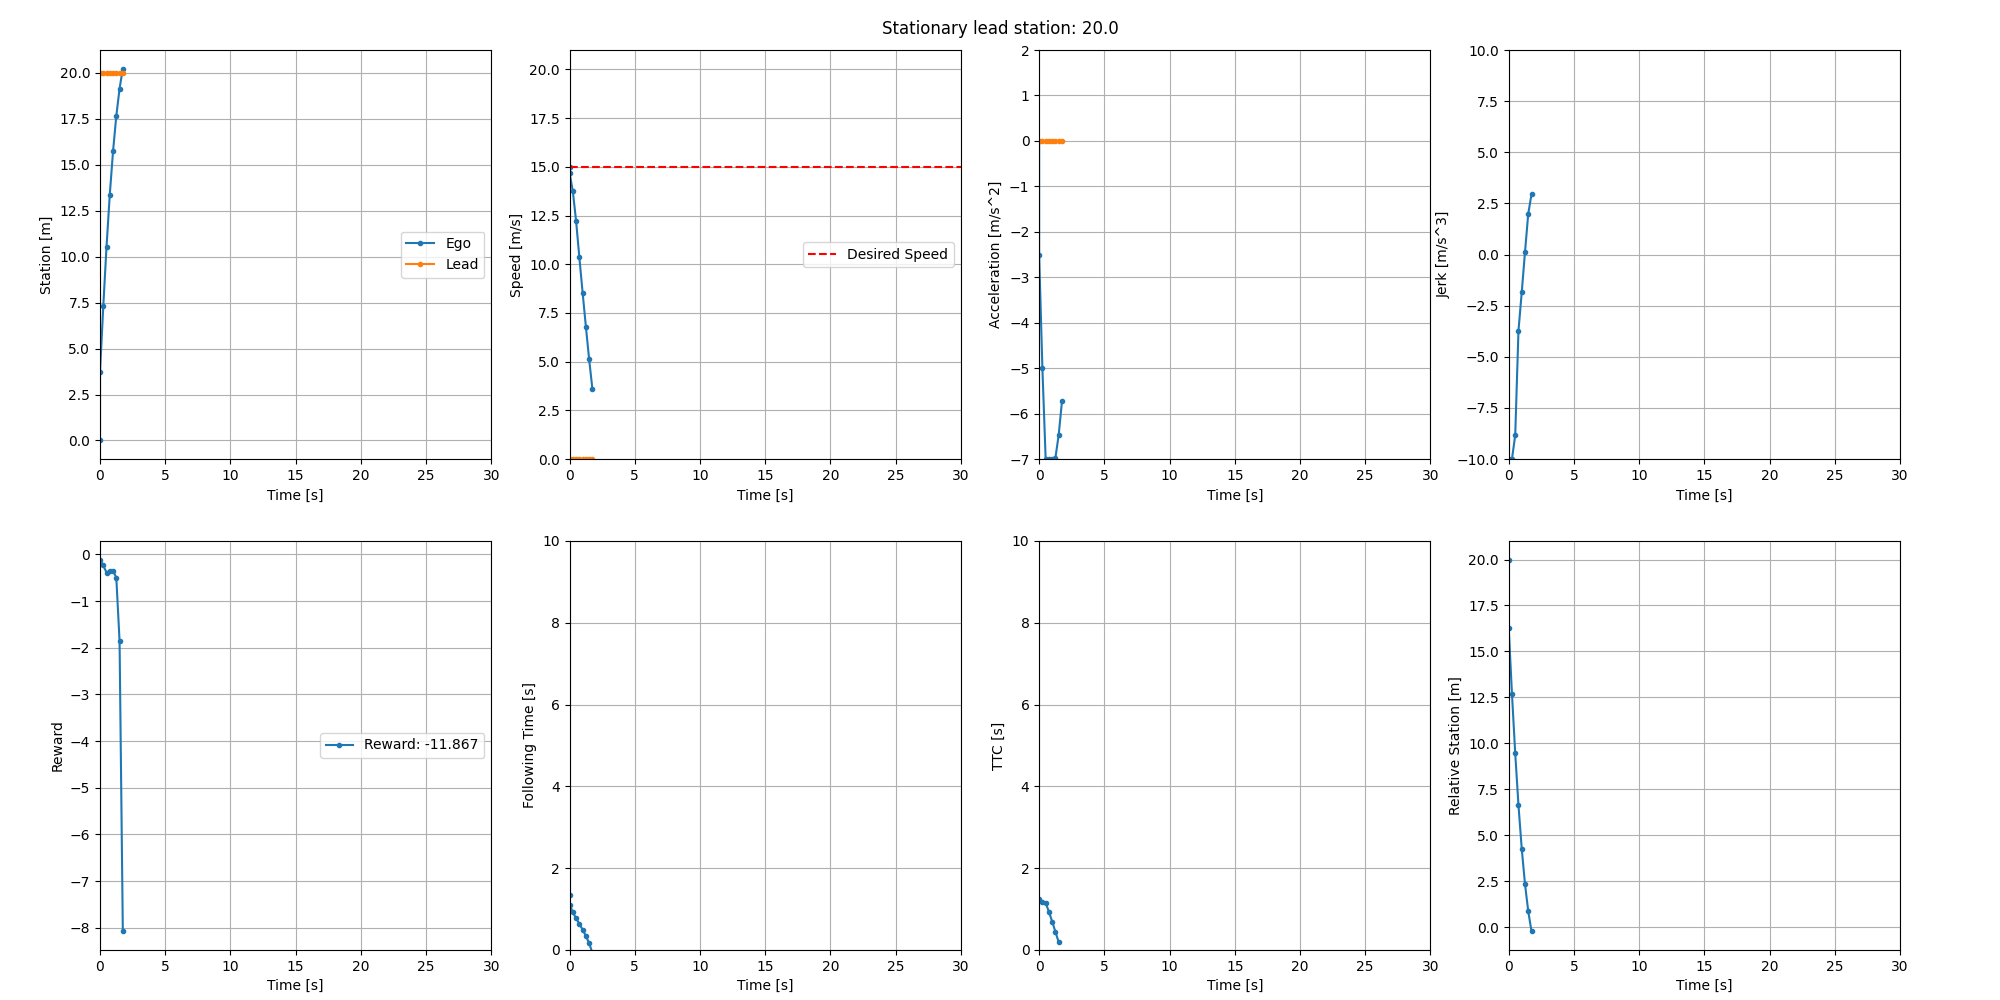 Stationary lead station: 20.0
Station [m]
20.0
17.5
15.0
12.5
10.0
7.5
5.0
2.5
0.0
Ego
Lead
0 5 10 15 20 25 30
Time [s]
Speed [m/s]
20.0
17.5
15.0
12.5
10.0
7.5
5.0
2.5
0.0
Desired Speed
0 5 10 15 20 25 30
Time [s]
Acceleration [m/s^2]
2
1
0
−1
−2
−3
−4
−5
−6
−7
0 5 10 15 20 25 30
Time [s]
Jerk [m/s^3]
10.0
7.5
5.0
2.5
0.0
−2.5
−5.0
−7.5
−10.0
0 5 10 15 20 25 30
Time [s]
Reward
0
−1
−2
−3
−4
−5
−6
−7
−8
Reward: -11.867
0 5 10 15 20 25 30
Time [s]
Following Time [s]
10
8
6
4
2
0
0 5 10 15 20 25 30
Time [s]
TTC [s]
10
8
6
4
2
0
0 5 10 15 20 25 30
Time [s]
Relative Station [m]
20.0
17.5
15.0
12.5
10.0
7.5
5.0
2.5
0.0
0 5 10 15 20 25 30
Time [s]